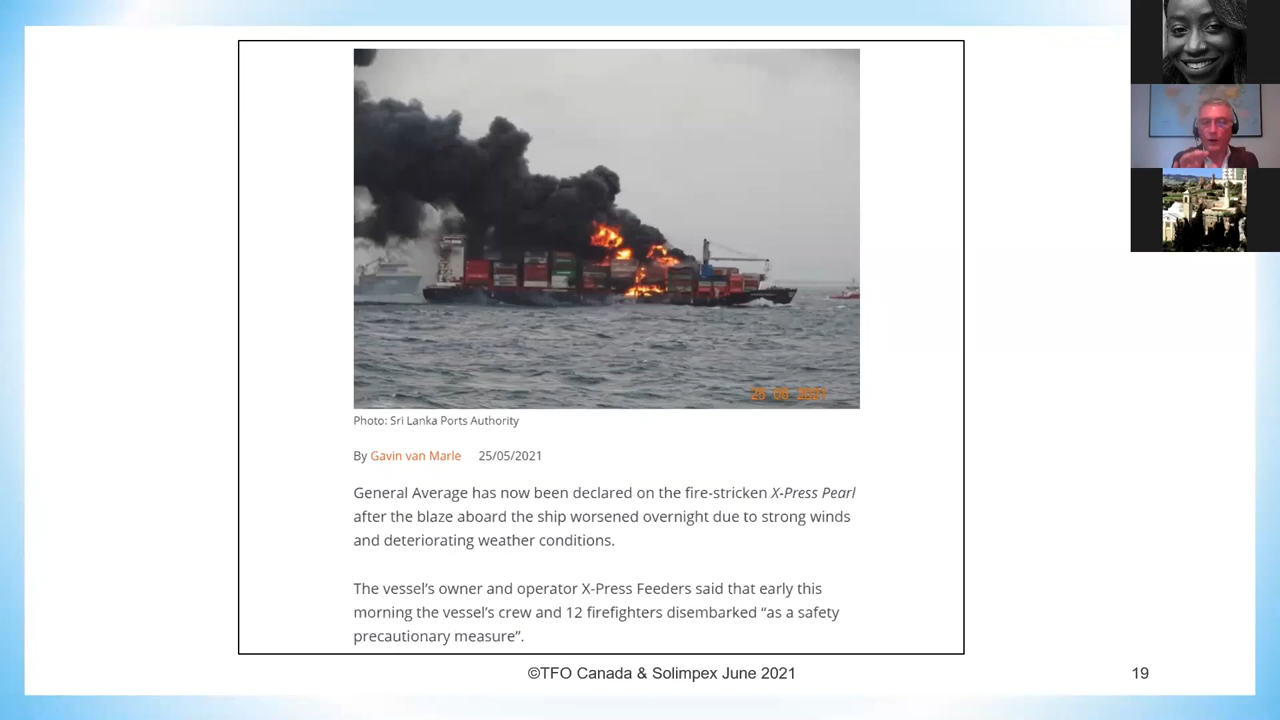 25 05 2021
Photo: Sri Lanka Ports Authority
By Gavin van Marle 25/05/2021
General Average has now been declared on the fire-stricken X-Press Pearl
after the blaze aboard the ship worsened overnight due to strong winds
and deteriorating weather conditions.
The vessel’s owner and operator X-Press Feeders said that early this
morning the vessel’s crew and 12 firefighters disembarked “as a safety
precautionary measure”.
©TFO Canada & Solimpex June 2021
19